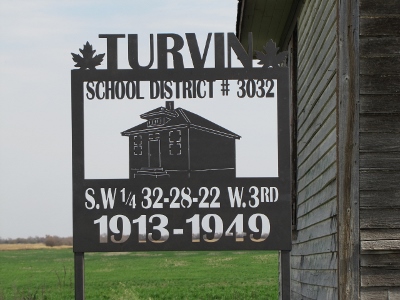 TURVIN
SCHOOL DISTRICT # 3032
S.W ¼ 32-28-22 W. 3RD
1913-1949